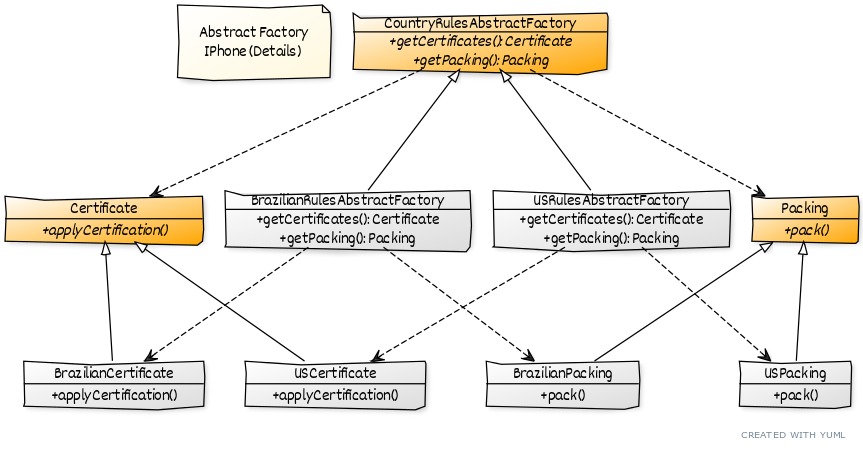 Abstract Factory
IPhone (Details)
CountryRulesAbstractFactory
+getCertificates(): Certificate
+getPacking(): Packing
Certificate
+applyCertification()
BrazilianRulesAbstractFactory
+getCertificates(): Certificate
+getPacking(): Packing
USRulesAbstractFactory
+getCertificates(): Certificate
+getPacking(): Packing
Packing
+pack()
BrazilianCertificate
+applyCertification()
USCertificate
+applyCertification()
BrazilianPacking
+pack()
USPacking
+pack()
CREATED WITH YUML